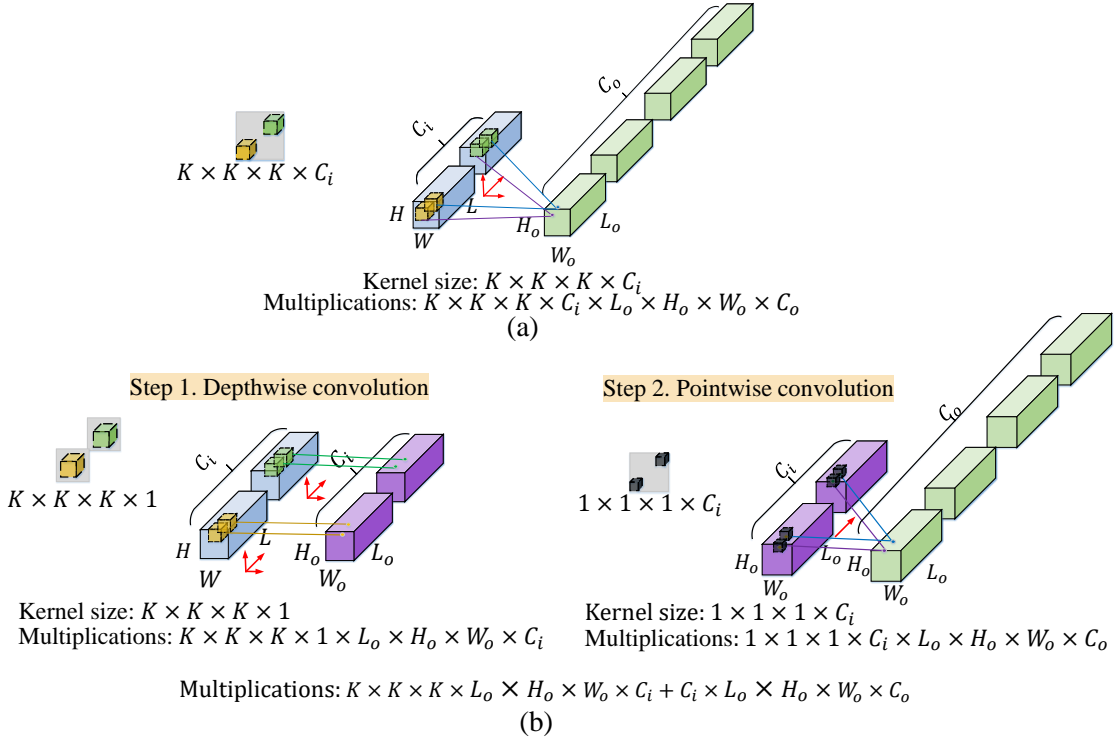 C_o
C_i
K × K × K × C_i
H
L
W
H_o
L_o
W_o
Kernel size: K × K × K × C_i
Multiplications: K × K × K × C_i × L_o × H_o × W_o × C_o
(a)
Step 1. Depthwise convolution
Step 2. Pointwise convolution
C_i
C_i
K × K × K × 1
H
L
W
H_o
L_o
W_o
C_o
C_i
1 × 1 × 1 × C_i
H_o
L_o
W_o
H_o
L_o
W_o
Kernel size: K × K × K × 1
Multiplications: K × K × K × 1 × L_o × H_o × W_o × C_i
Kernel size: 1 × 1 × 1 × C_i
Multiplications: 1 × 1 × 1 × C_i × L_o × H_o × W_o × C_o
Multiplications: K × K × K × L_o × H_o × W_o × C_i + C_i × L_o × H_o × W_o × C_o
(b)